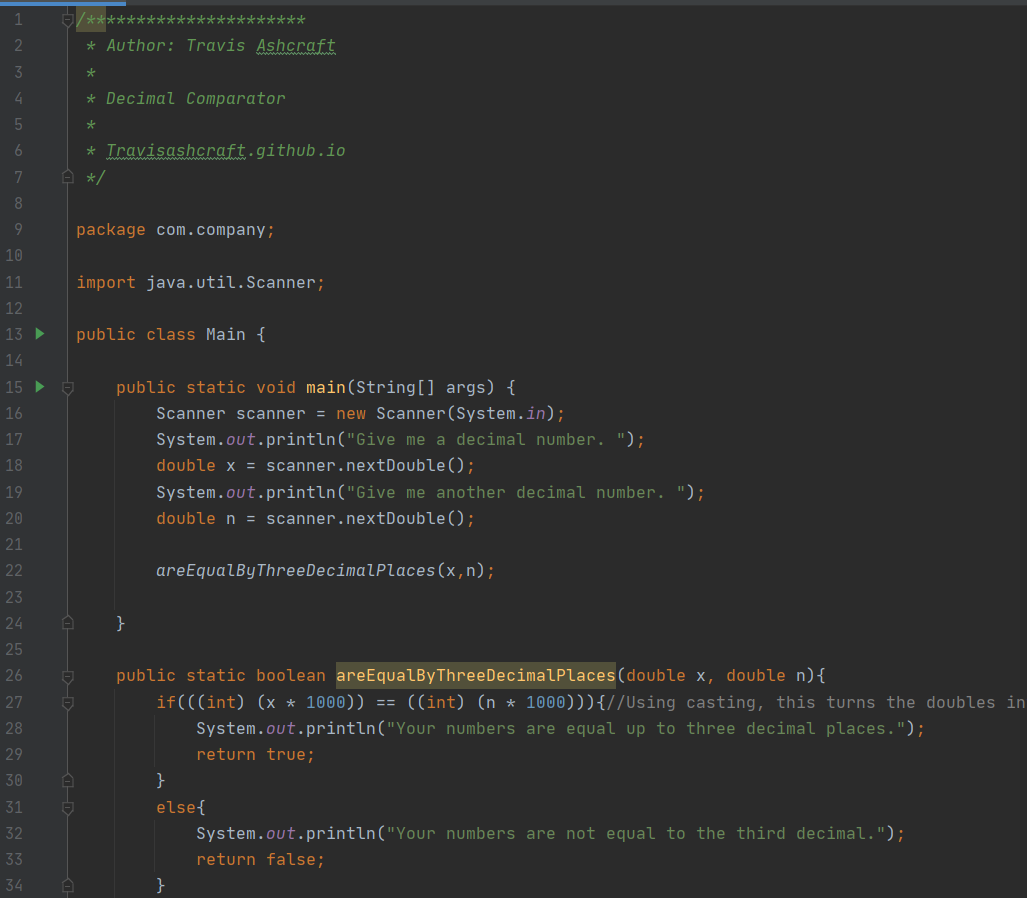 1 /**********************
2 * Author: Travis Ashcraft
3 *
4 * Decimal Comparator
5 *
6 * Travisashcraft.github.io
7 */
8
9 package com.company;
10
11 import java.util.Scanner;
12
13 public class Main {
14
15 public static void main(String[] args) {
16 Scanner scanner = new Scanner(System.in);
17 System.out.println("Give me a decimal number. ");
18 double x = scanner.nextDouble();
19 System.out.println("Give me another decimal number. ");
20 double n = scanner.nextDouble();
21
22 areEqualByThreeDecimalPlaces(x,n);
23
24 }
25
26 public static boolean areEqualByThreeDecimalPlaces(double x, double n){
27 if(((int) (x * 1000)) == ((int) (n * 1000))){//Using casting, this turns the doubles in
28 System.out.println("Your numbers are equal up to three decimal places.");
29 return true;
30 }
31 else{
32 System.out.println("Your numbers are not equal to the third decimal.");
33 return false;
34 }